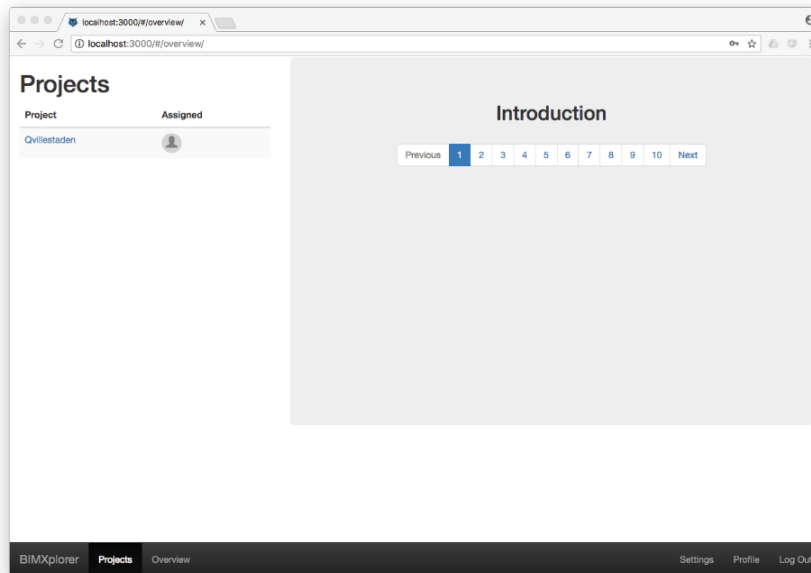 localhost:3000/#/overview/
localhost:3000/#/overview/
Projects
Project Assigned
Qvillestaden
Introduction
Previous 1 2 3 4 5 6 7 8 9 10 Next
BIMXplorer Projects Overview Settings Profile Log Out